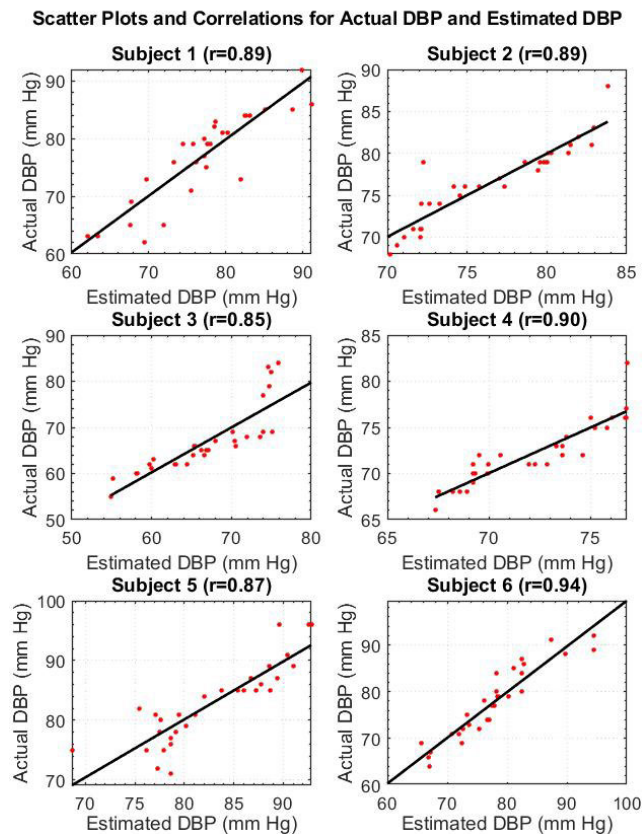 Scatter Plots and Correlations for Actual DBP and Estimated DBP
Subject 1 (r=0.89)
Actual DBP (mm Hg)
90
80
70
60
60 70 80 90
Estimated DBP (mm Hg)
Subject 2 (r=0.89)
Actual DBP (mm Hg)
90
85
80
75
70
70 75 80 85
Estimated DBP (mm Hg)
Subject 3 (r=0.85)
Actual DBP (mm Hg)
90
80
70
60
50
50 60 70 80
Estimated DBP (mm Hg)
Subject 4 (r=0.90)
Actual DBP (mm Hg)
85
80
75
70
65
65 70 75
Estimated DBP (mm Hg)
Subject 5 (r=0.87)
Actual DBP (mm Hg)
100
90
80
70
70 75 80 85 90
Estimated DBP (mm Hg)
Subject 6 (r=0.94)
Actual DBP (mm Hg)
90
80
70
60
60 70 80 90 100
Estimated DBP (mm Hg)